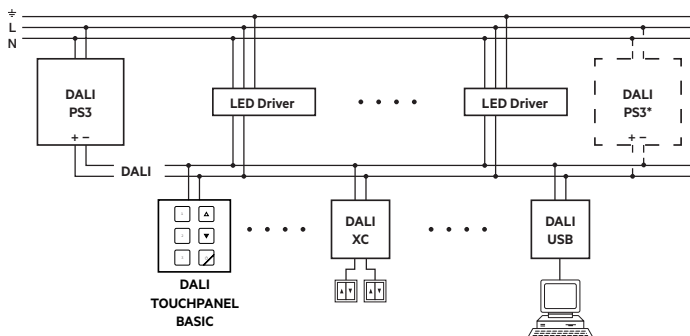 L
N
DALI
PS3
+ −
LED Driver
LED Driver
DALI
PS3*
+ −
DALI
DALI
XC
DALI
USB
DALI
TOUCHPANEL
BASIC